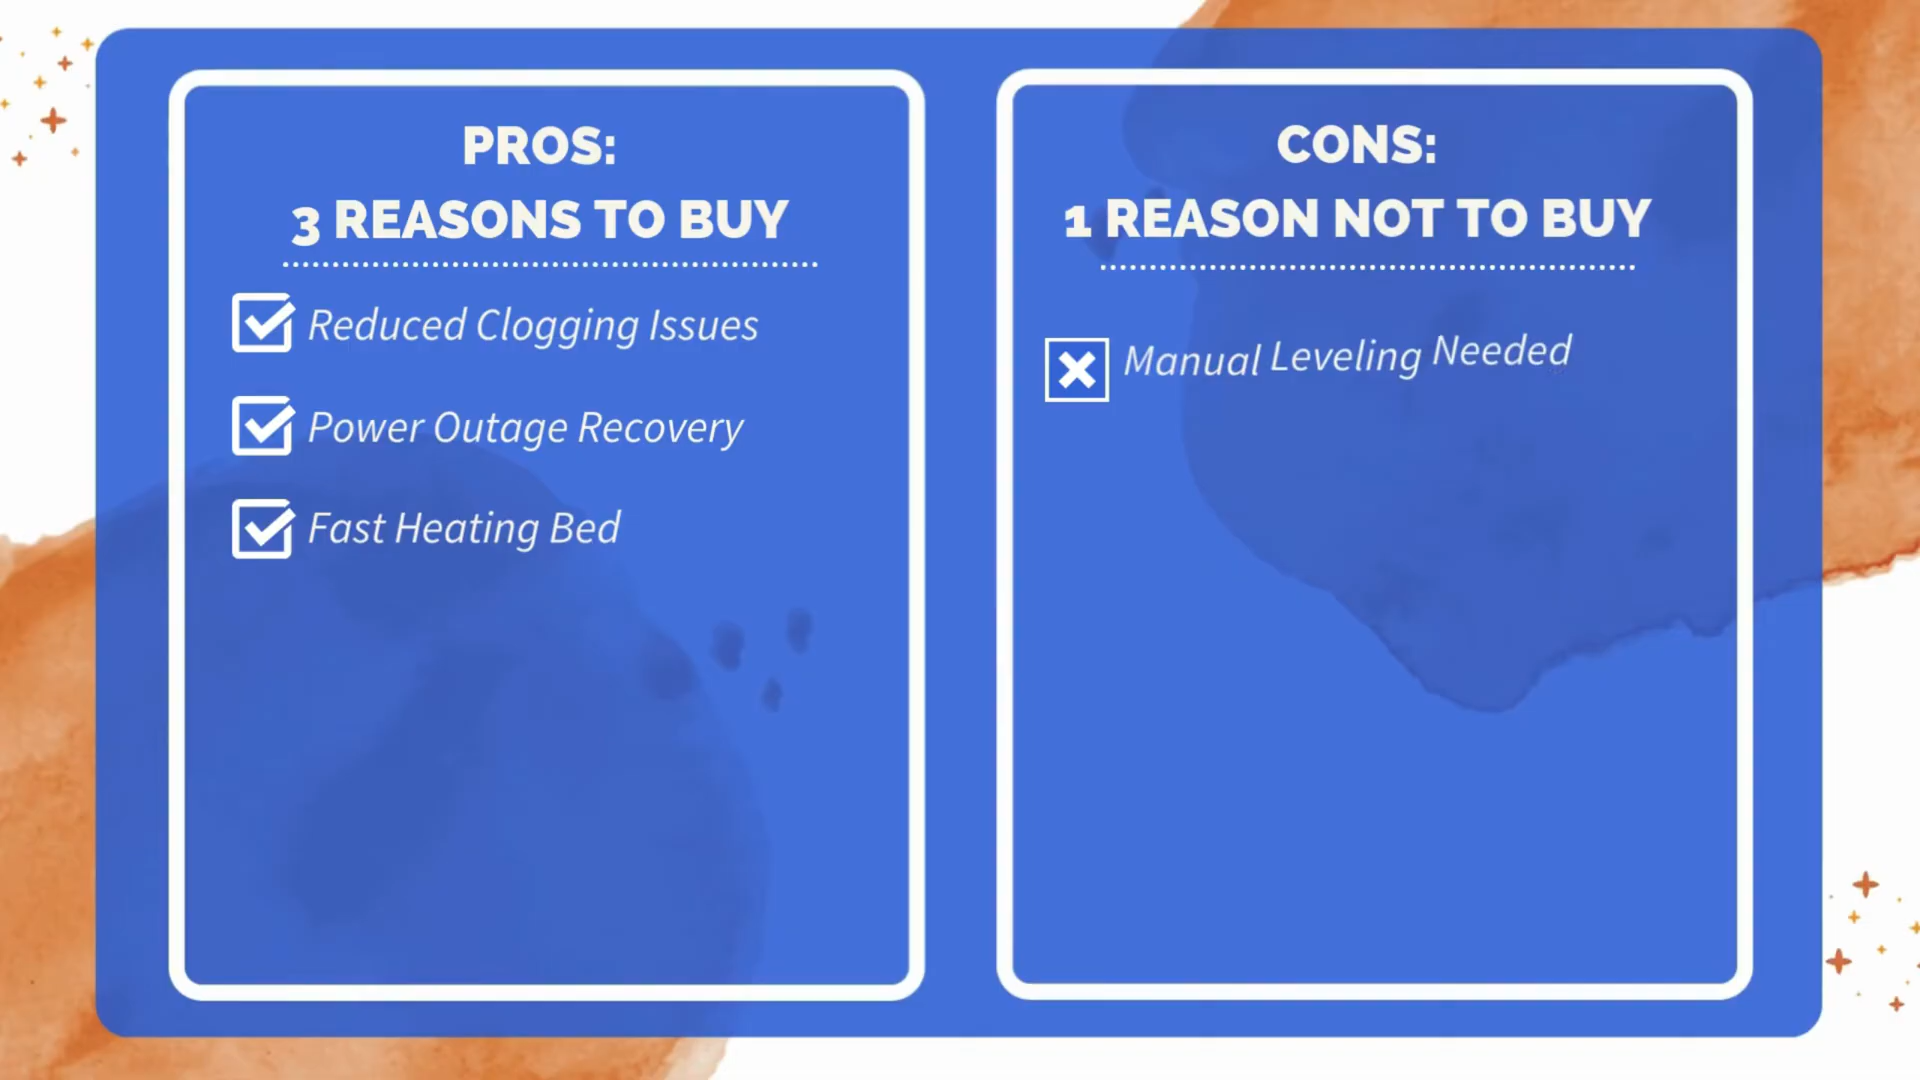 PROS:
3 REASONS TO BUY
Reduced Clogging Issues
Power Outage Recovery
Fast Heating Bed
CONS:
1 REASON NOT TO BUY
Manual Leveling Needed